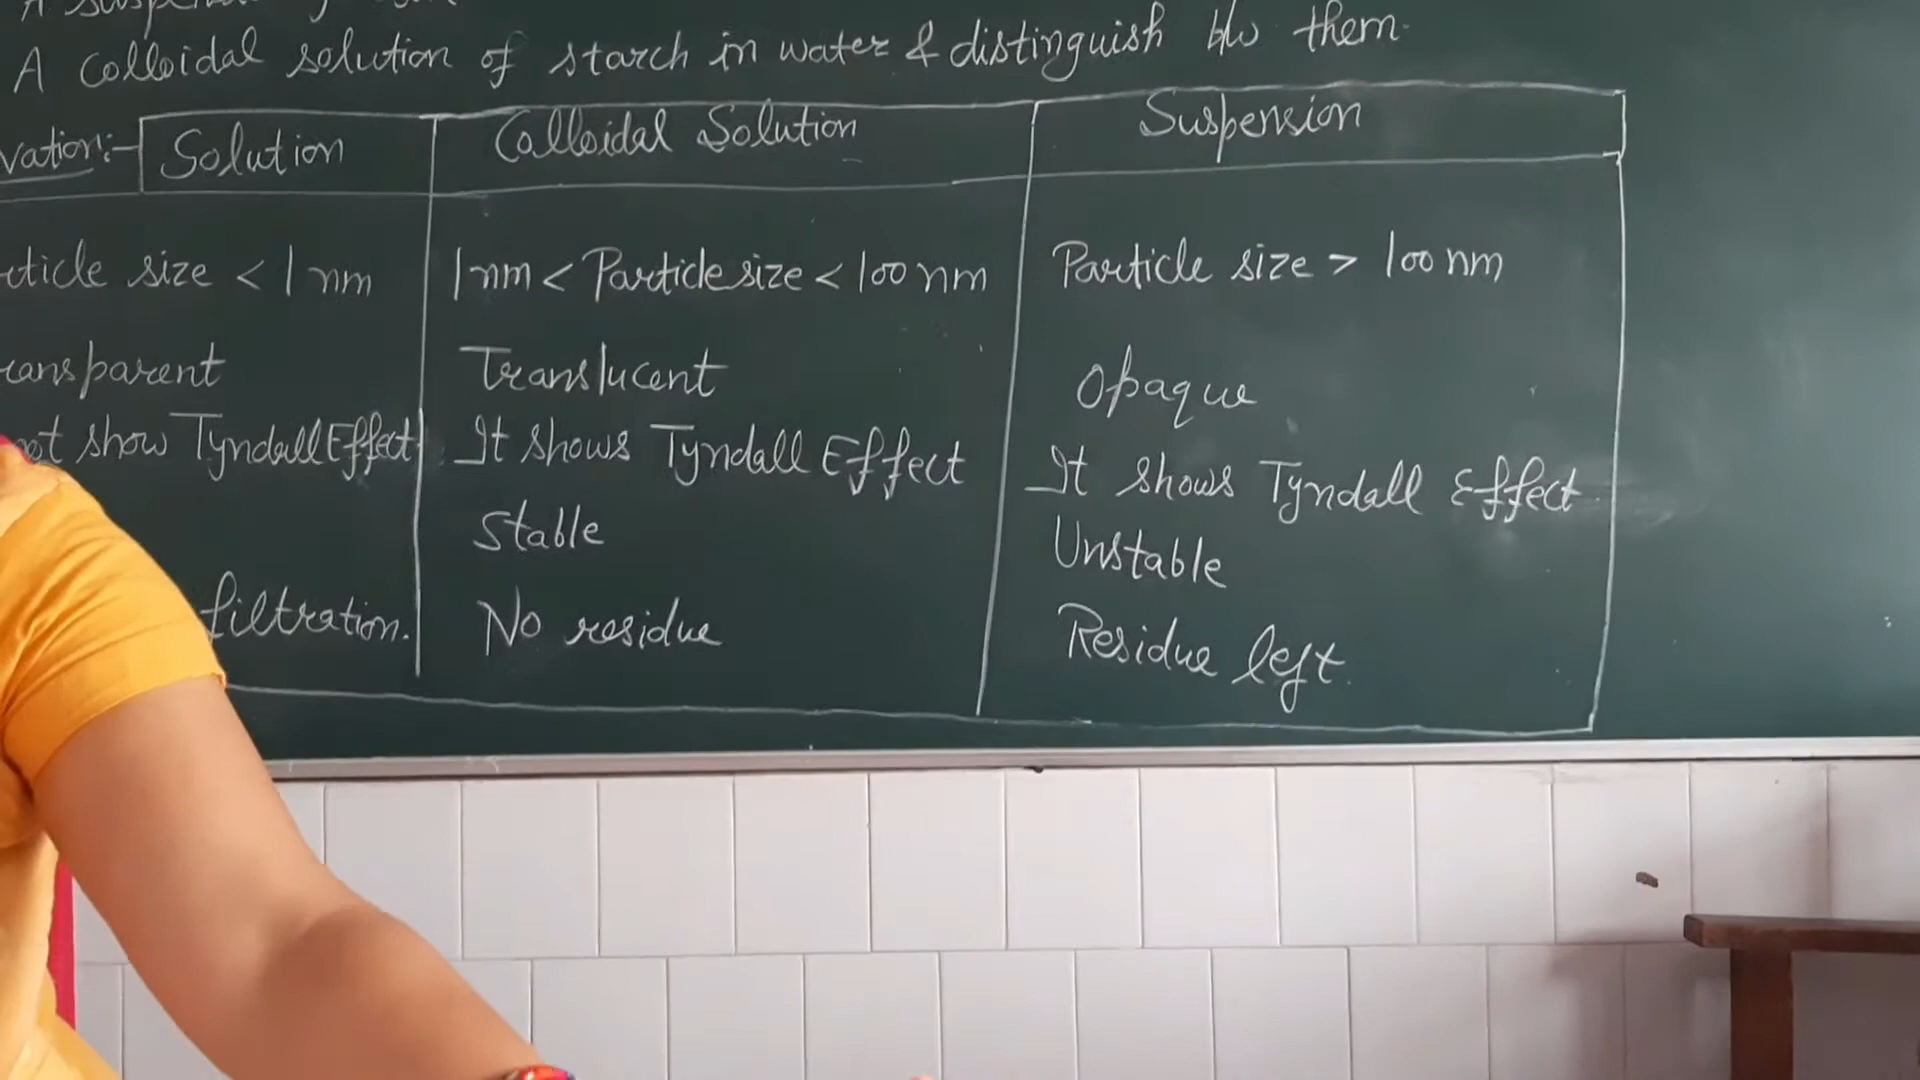 A suspen
A Colloidal solution of starch in water & distinguish b/w them.
vation:- Solution Colloidal Solution Suspension
rticle size < 1 nm 1 nm < Particle size < 100 nm Particle size > 100 nm
ransparent Translucent Opaque
not show Tyndall Effect It shows Tyndall Effect It shows Tyndall Effect
Stable Unstable
filtration. No residue Residue left.